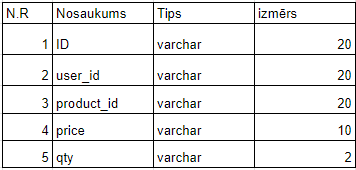 N.R Nosaukums Tips izmērs
1 ID varchar 20
2 user_id varchar 20
3 product_id varchar 20
4 price varchar 10
5 qty varchar 2